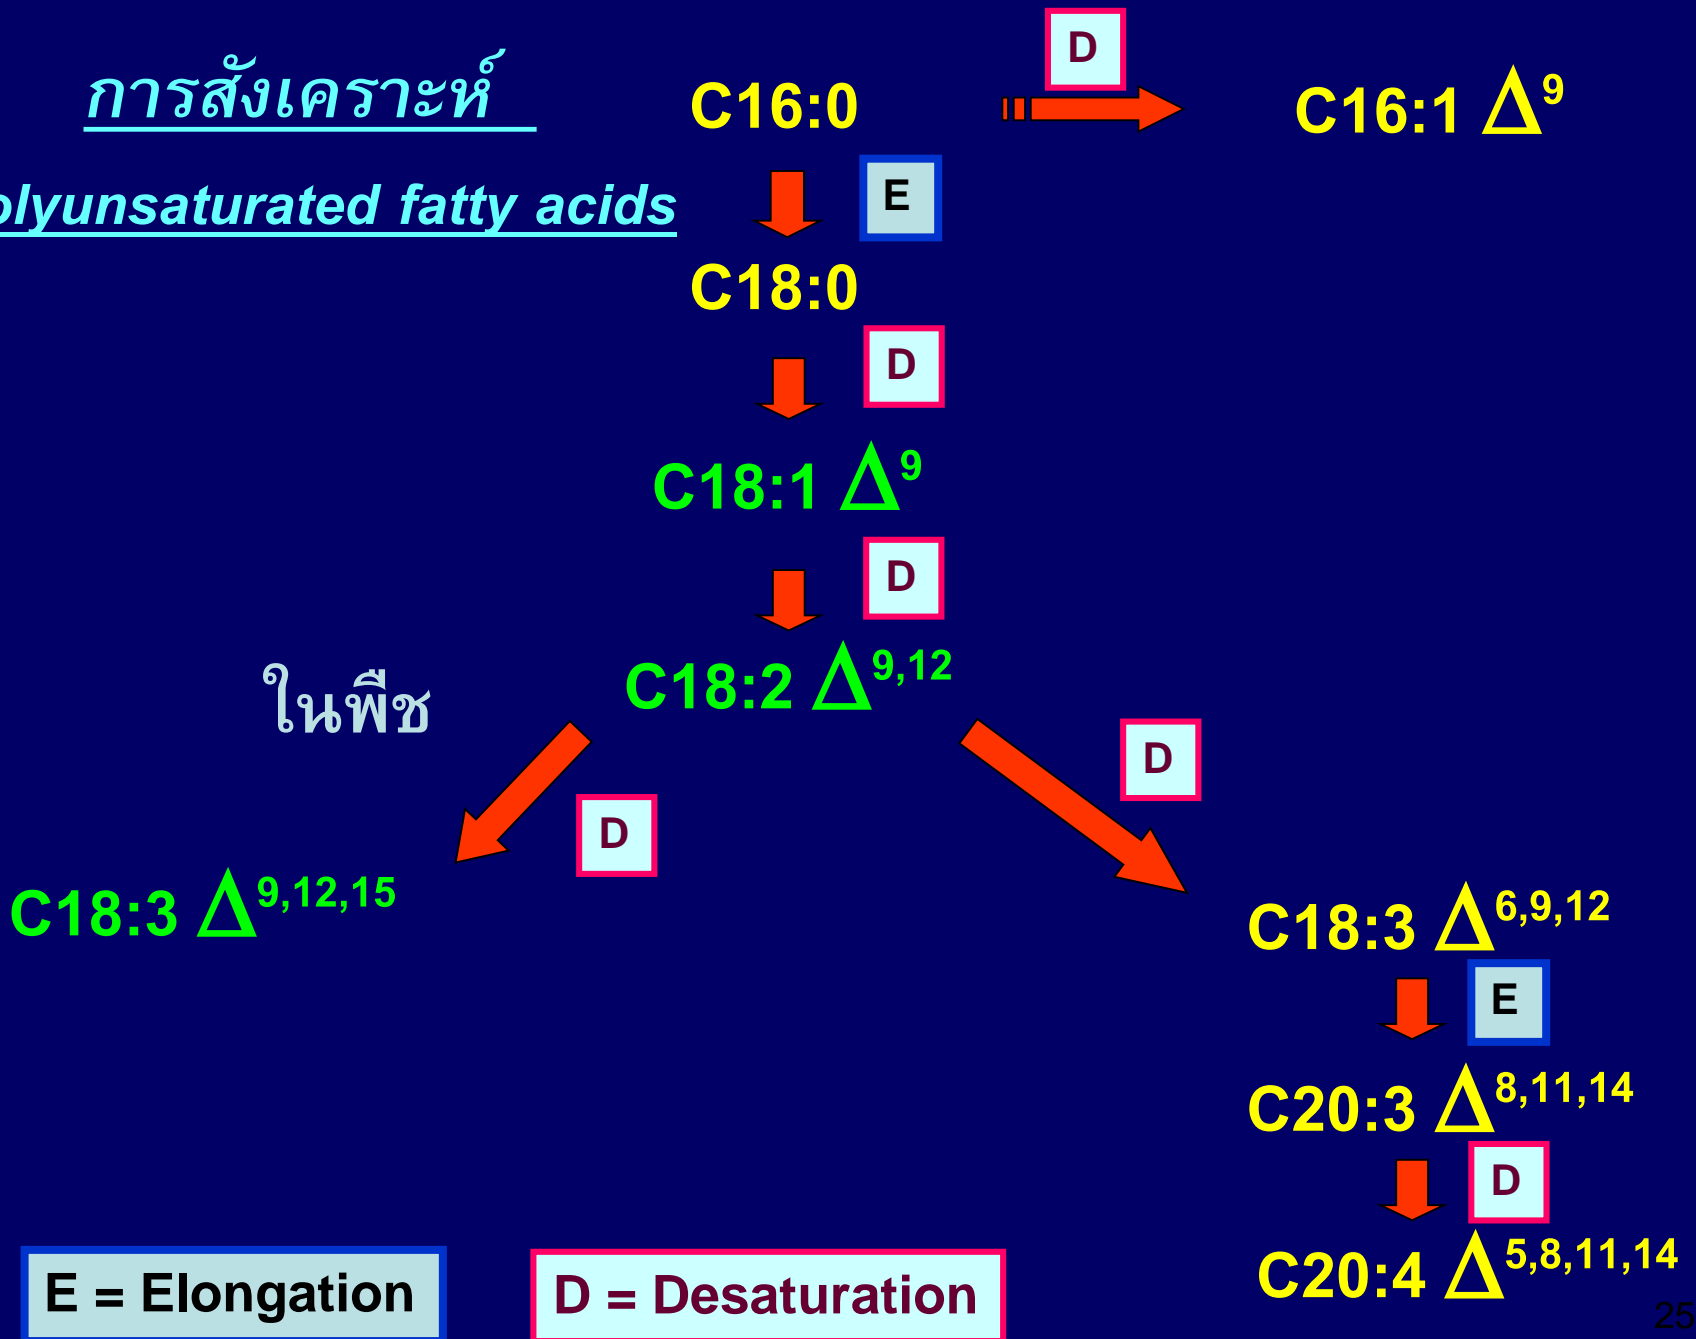 การสังเคราะห์
olyunsaturated fatty acids
D
C16:0
C16:1 Δ9
E
C18:0
D
C18:1 Δ9
D
C18:2 Δ9,12
ในพืช
D
D
C18:3 Δ9,12,15
C18:3 Δ6,9,12
E
C20:3 Δ8,11,14
D
C20:4 Δ5,8,11,14
E = Elongation
D = Desaturation
25